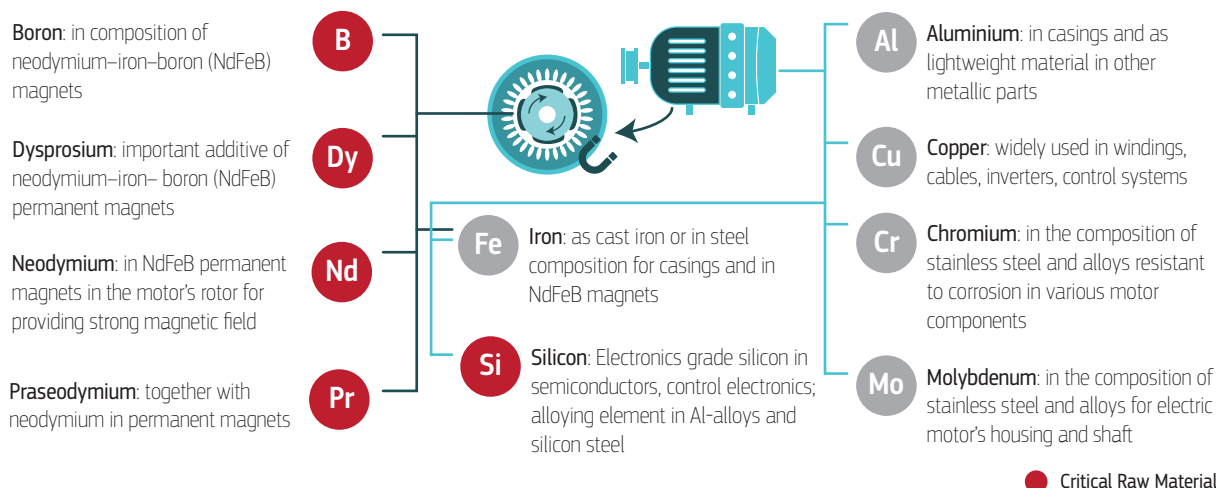 B
Boron: in composition of
neodymium–iron–boron (NdFeB)
magnets
Dy
Dysprosium: important additive of
neodymium–iron– boron (NdFeB)
permanent magnets
Nd
Neodymium: in NdFeB permanent
magnets in the motor's rotor for
providing strong magnetic field
Pr
Praseodymium: together with
neodymium in permanent magnets
Fe
Iron: as cast iron or in steel
composition for casings and in
NdFeB magnets
Si
Silicon: Electronics grade silicon in
semiconductors, control electronics;
alloying element in Al-alloys and
silicon steel
Al
Aluminium: in casings and as
lightweight material in other
metallic parts
Cu
Copper: widely used in windings,
cables, inverters, control systems
Cr
Chromium: in the composition of
stainless steel and alloys resistant
to corrosion in various motor
components
Mo
Molybdenum: in the composition of
stainless steel and alloys for electric
motor's housing and shaft
Critical Raw Material